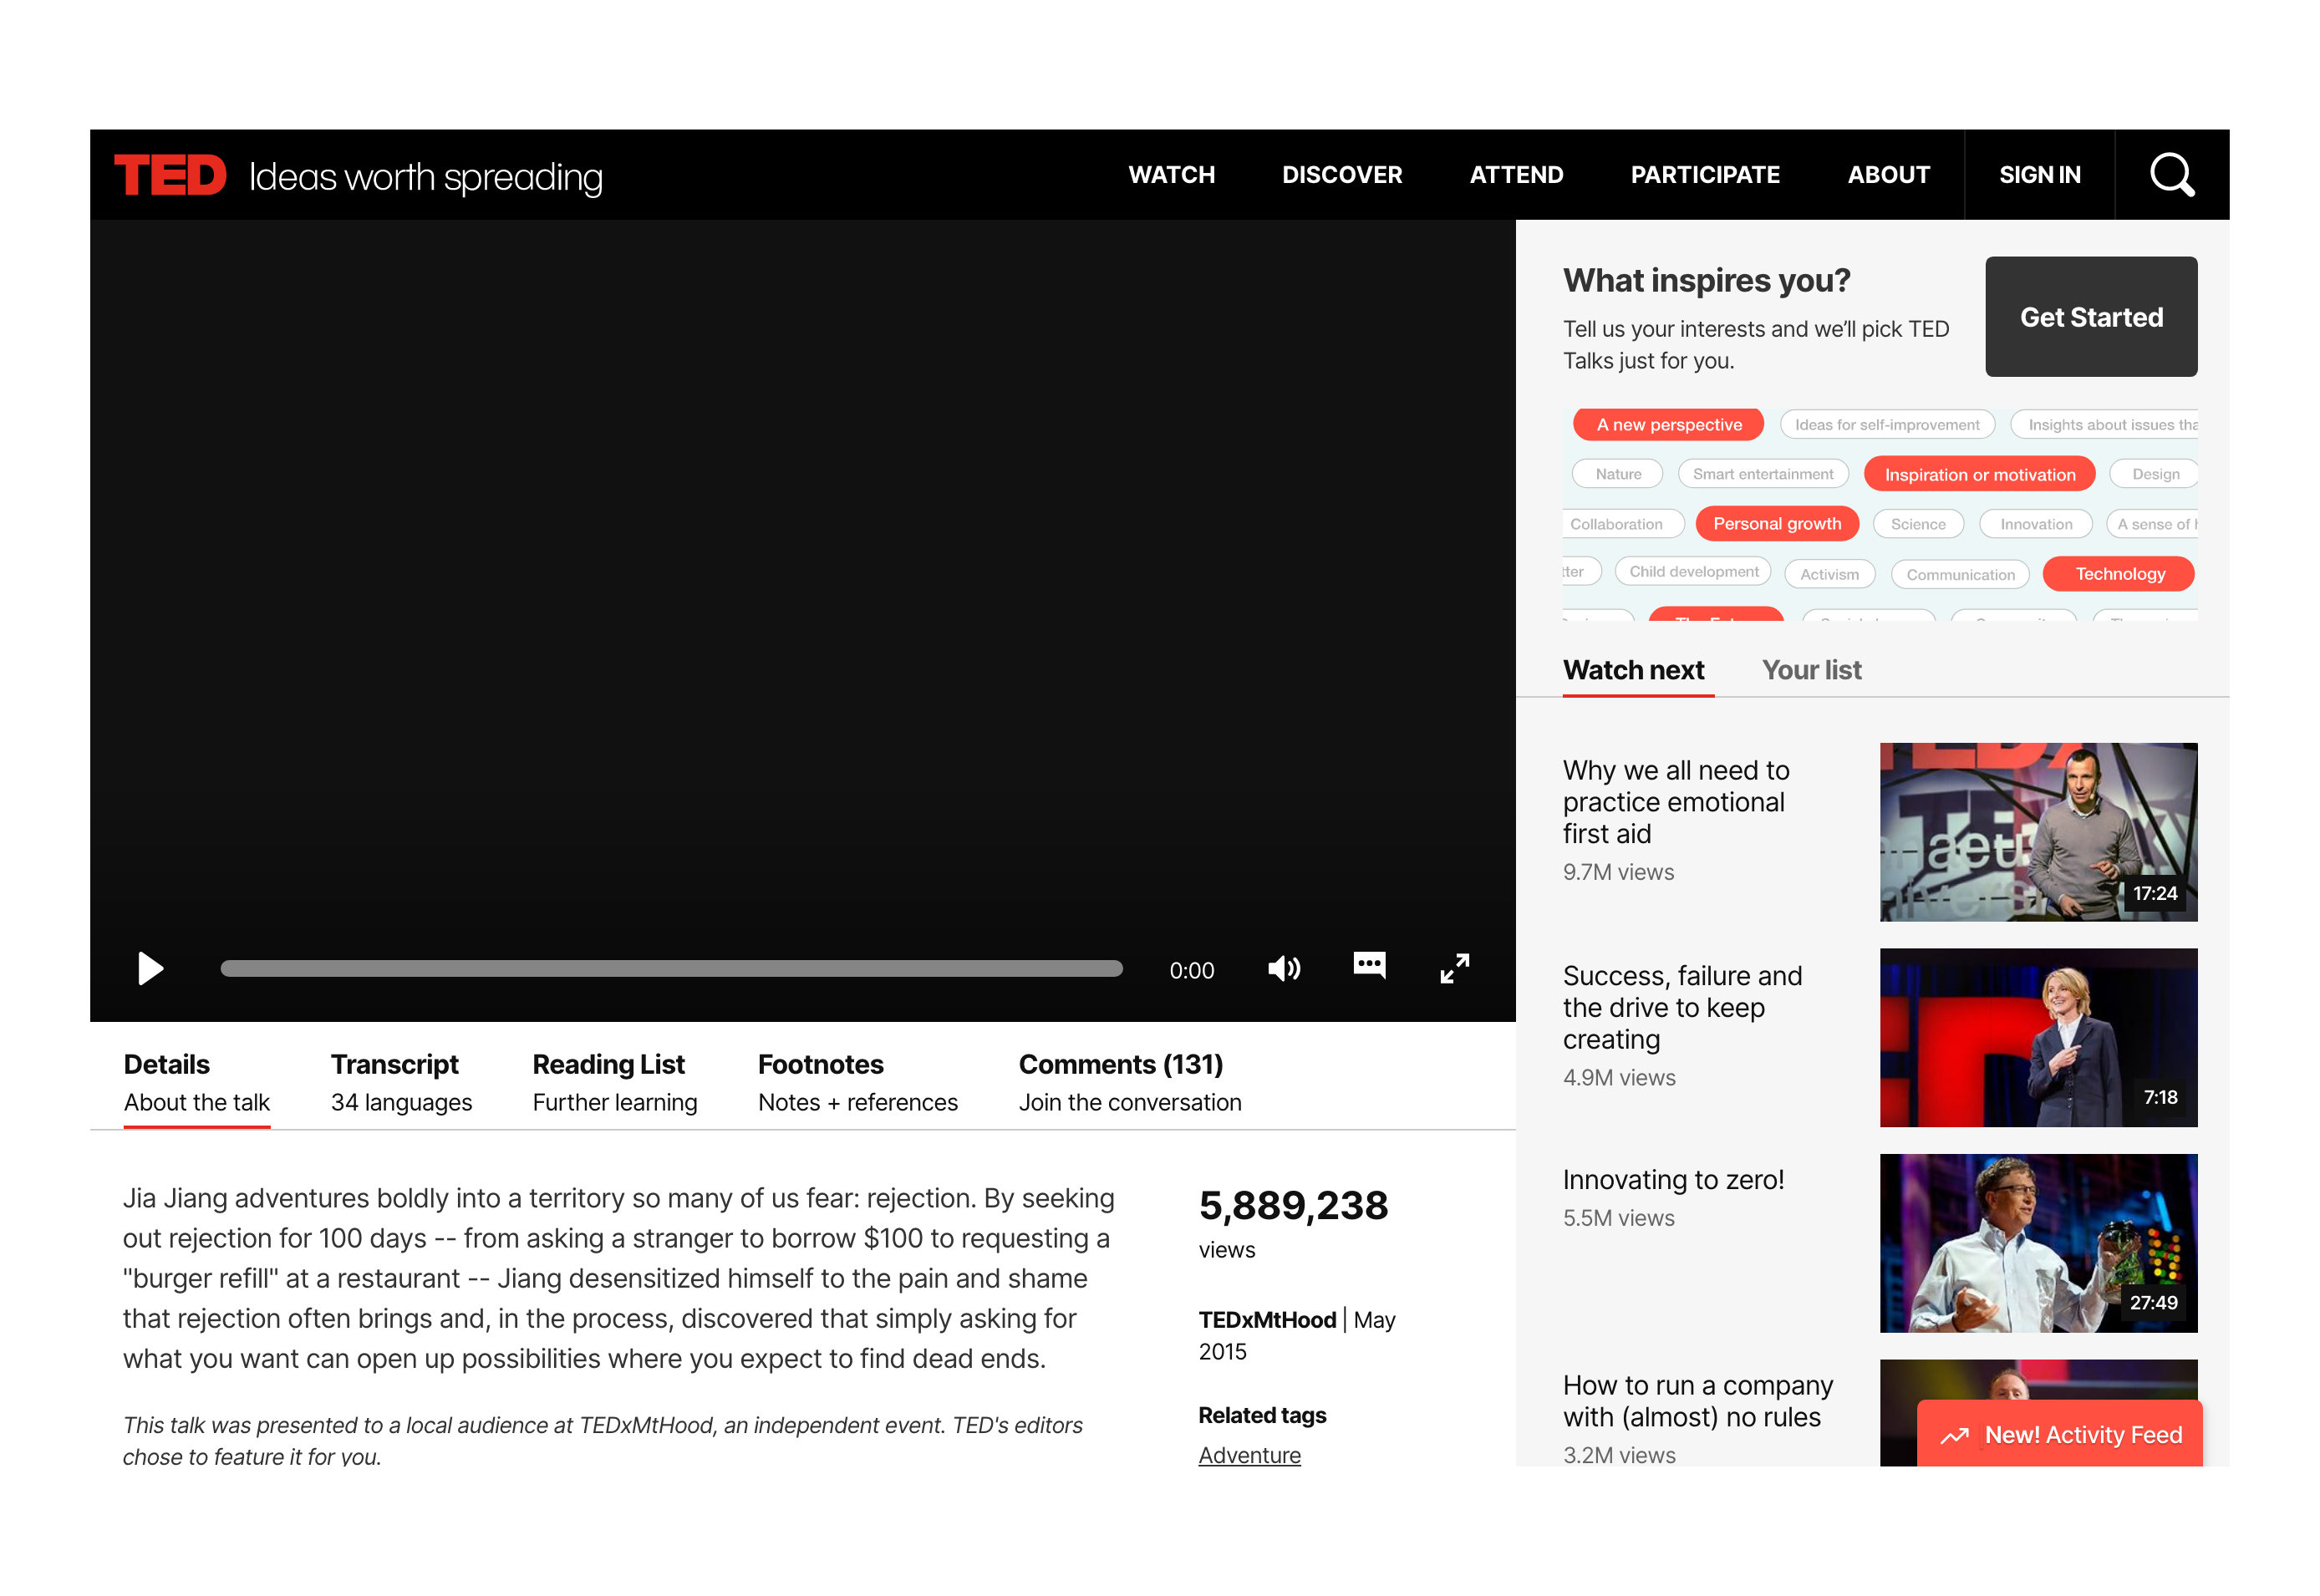 TED Ideas worth spreading
WATCH DISCOVER ATTEND PARTICIPATE ABOUT SIGN IN
What inspires you?
Tell us your interests and we'll pick TED
Talks just for you.
Get Started
A new perspective Ideas for self-improvement Insights about issues tha
Nature Smart entertainment Inspiration or motivation Design
Collaboration Personal growth Science Innovation A sense of
tter Child development Activism Communication Technology
Watch next Your list
Why we all need to
practice emotional
first aid
9.7M views
17:24
Success, failure and
the drive to keep
creating
4.9M views
7:18
Innovating to zero!
5.5M views
27:49
How to run a company
with (almost) no rules
3.2M views
New! Activity Feed
0:00
Details Transcript Reading List Footnotes Comments (131)
About the talk 34 languages Further learning Notes + references Join the conversation
Jia Jiang adventures boldly into a territory so many of us fear: rejection. By seeking
out rejection for 100 days -- from asking a stranger to borrow $100 to requesting a
"burger refill" at a restaurant -- Jiang desensitized himself to the pain and shame
that rejection often brings and, in the process, discovered that simply asking for
what you want can open up possibilities where you expect to find dead ends.
This talk was presented to a local audience at TEDxMtHood, an independent event. TED's editors
chose to feature it for you.
5,889,238
views
TEDxMtHood | May
2015
Related tags
Adventure